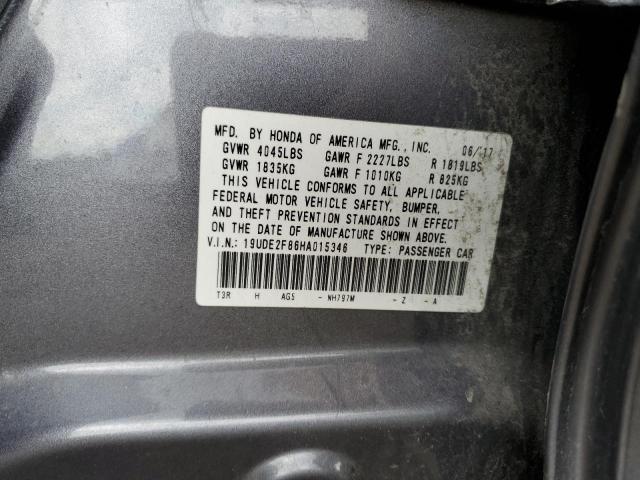 MFD. BY HONDA OF AMERICA MFG., INC. 06/17
GVWR 4045LBS GAWR F 2227LBS R 1819LBS
GVWR 1835KG GAWR F 1010KG R 825KG
THIS VEHICLE CONFORMS TO ALL APPLICABLE
FEDERAL MOTOR VEHICLE SAFETY, BUMPER,
AND THEFT PREVENTION STANDARDS IN EFFECT
ON THE DATE OF MANUFACTURE SHOWN ABOVE.
V.I.N.: 19UDE2F86HA015346 TYPE: PASSENGER CAR
T3R H AGS - NH797M - Z - A